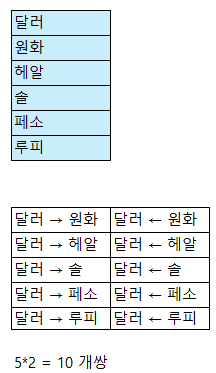 달러
원화
헤알
솔
페소
루피
달러 → 원화 달러 ← 원화
달러 → 헤알 달러 ← 헤알
달러 → 솔 달러 ← 솔
달러 → 페소 달러 ← 페소
달러 → 루피 달러 ← 루피
5*2 = 10 개쌍